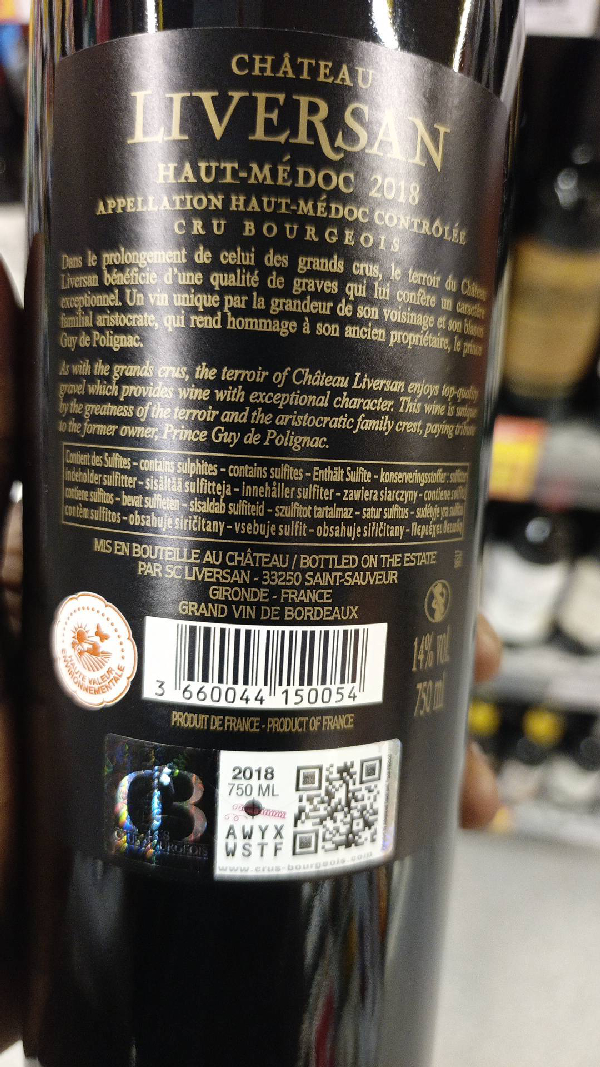 CHÂTEAU
LIVERSAN
HAUT-MÉDOC 2018
APPELLATION HAUT-MÉDOC CONTRÔLÉE
CRU BOURGEOIS
Dans le prolongement de celui des grands crus, le terroir du Château
Liversan bénéficie d'une qualité de graves qui lui confère un caractère
exceptionnel. Un vin unique par la grandeur de son voisinage et son blason
familial aristocrate, qui rend hommage à son ancien propriétaire, le prince
Guy de Polignac.
As with the grands crus, the terroir of Château Liversan enjoys top-quality
gravel which provides wine with exceptional character. This wine is unique
by the greatness of the terroir and the aristocratic family crest, paying tribute
to the former owner, Prince Guy de Polignac.
Contient des Sulfites - contains sulphites - contains sulfites - Enthält Sulfite - konserveringsstoffer: sulfitter
indeholder sulfitter - sisältää sulfitteja - innehåller sulfiter - zawiera siarczyny - contiene solfiti
contiene sulfitos - bevat sulfieten - sisaldab sulfiteid - szulfitot tartalmaz - satur sulfītus - sudėtyje yra sulfitų
contém sulfitos - obsahuje siřičitany - vsebuje sulfit - obsahuje siričitany -
MIS EN BOUTEILLE AU CHÂTEAU / BOTTLED ON THE ESTATE
PAR SC LIVERSAN - 33250 SAINT-SAUVEUR
GIRONDE - FRANCE
GRAND VIN DE BORDEAUX
HAUTE VALEUR
ENVIRONNEMENTALE
3 660044 150054
14% vol.
750 ml
PRODUIT DE FRANCE - PRODUCT OF FRANCE
CB
CRUS BOURGEOIS
2018
750 ML
AWYX
WSTF
www.crus-bourgeois.com